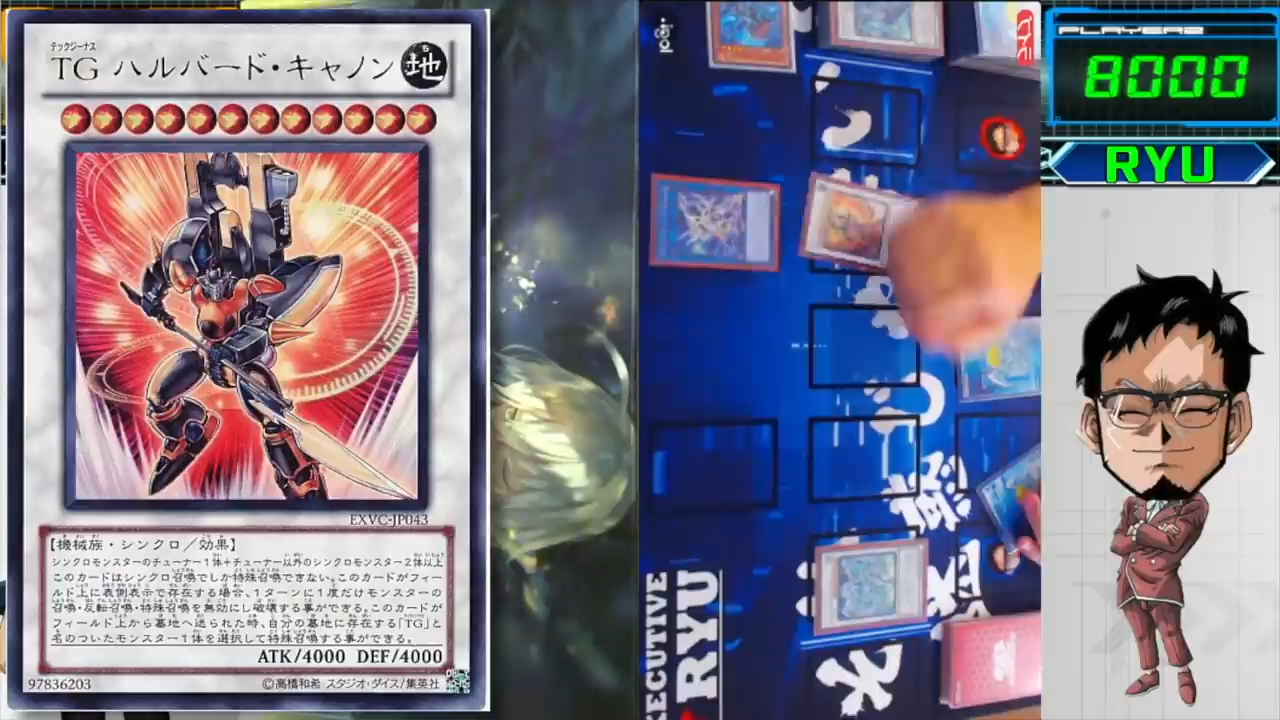 テックジーナス
TG ハルバード・キャノン
ち
地
EXVC-JP043
【機械族・シンクロ／効果】
シンクロモンスターのチューナー1体+チューナー以外のシンクロモンスター2体以上
このカードはシンクロ召喚でしか特殊召喚できない。このカードがフィー
ルド上に表側表示で存在する場合、1ターンに1度だけモンスターの
召喚・反転召喚・特殊召喚を無効にし破壊する事ができる。このカードが
フィールド上から墓地へ送られた時、自分の墓地に存在する「TG」と
名のついたモンスター1体を選択して特殊召喚する事ができる。
ATK/4000 DEF/4000
97836203
©高橋和希 スタジオ・ダイス/集英社
EXECUTIVE
RYU
PLAYER2
8000
RYU